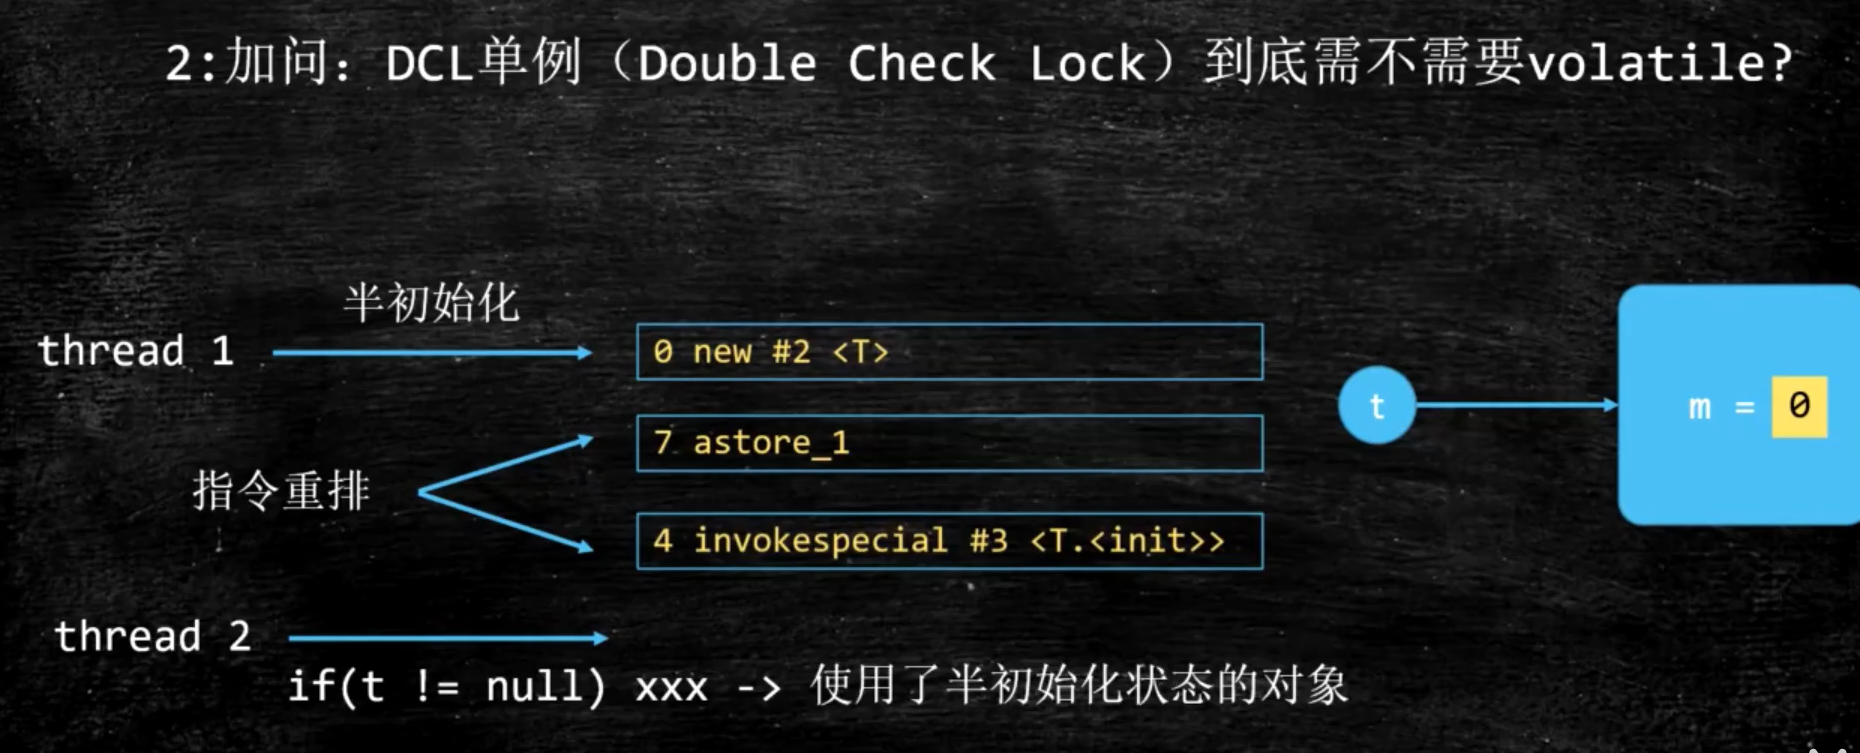 2:加问：DCL单例（Double Check Lock）到底需不需要volatile?
半初始化
thread 1
0 new #2 <T>
t
m = 0
7 astore_1
指令重排
4 invokespecial #3 <T.<init>>
thread 2
if(t != null) xxx -> 使用了半初始化状态的对象